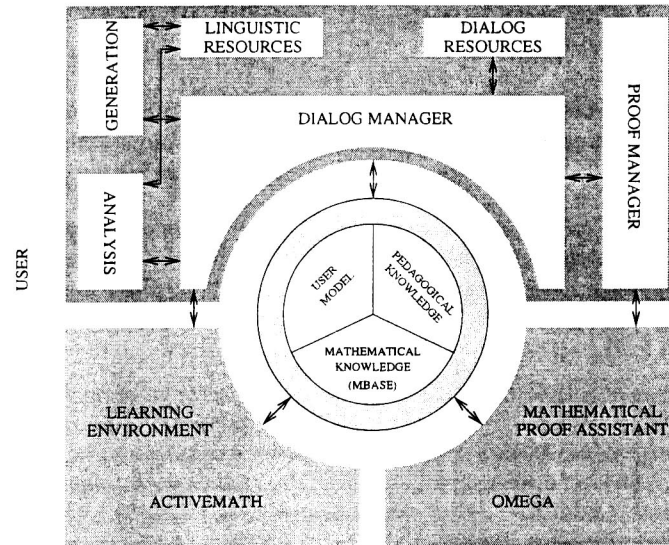 GENERATION
LINGUISTIC
RESOURCES
DIALOG
RESOURCES
PROOF MANAGER
DIALOG MANAGER
ANALYSIS
USER
USER
MODEL
PEDAGOGICAL
KNOWLEDGE
MATHEMATICAL
KNOWLEDGE
(MBASE)
LEARNING
ENVIRONMENT
MATHEMATICAL
PROOF ASSISTANT
ACTIVEMATH
OMEGA